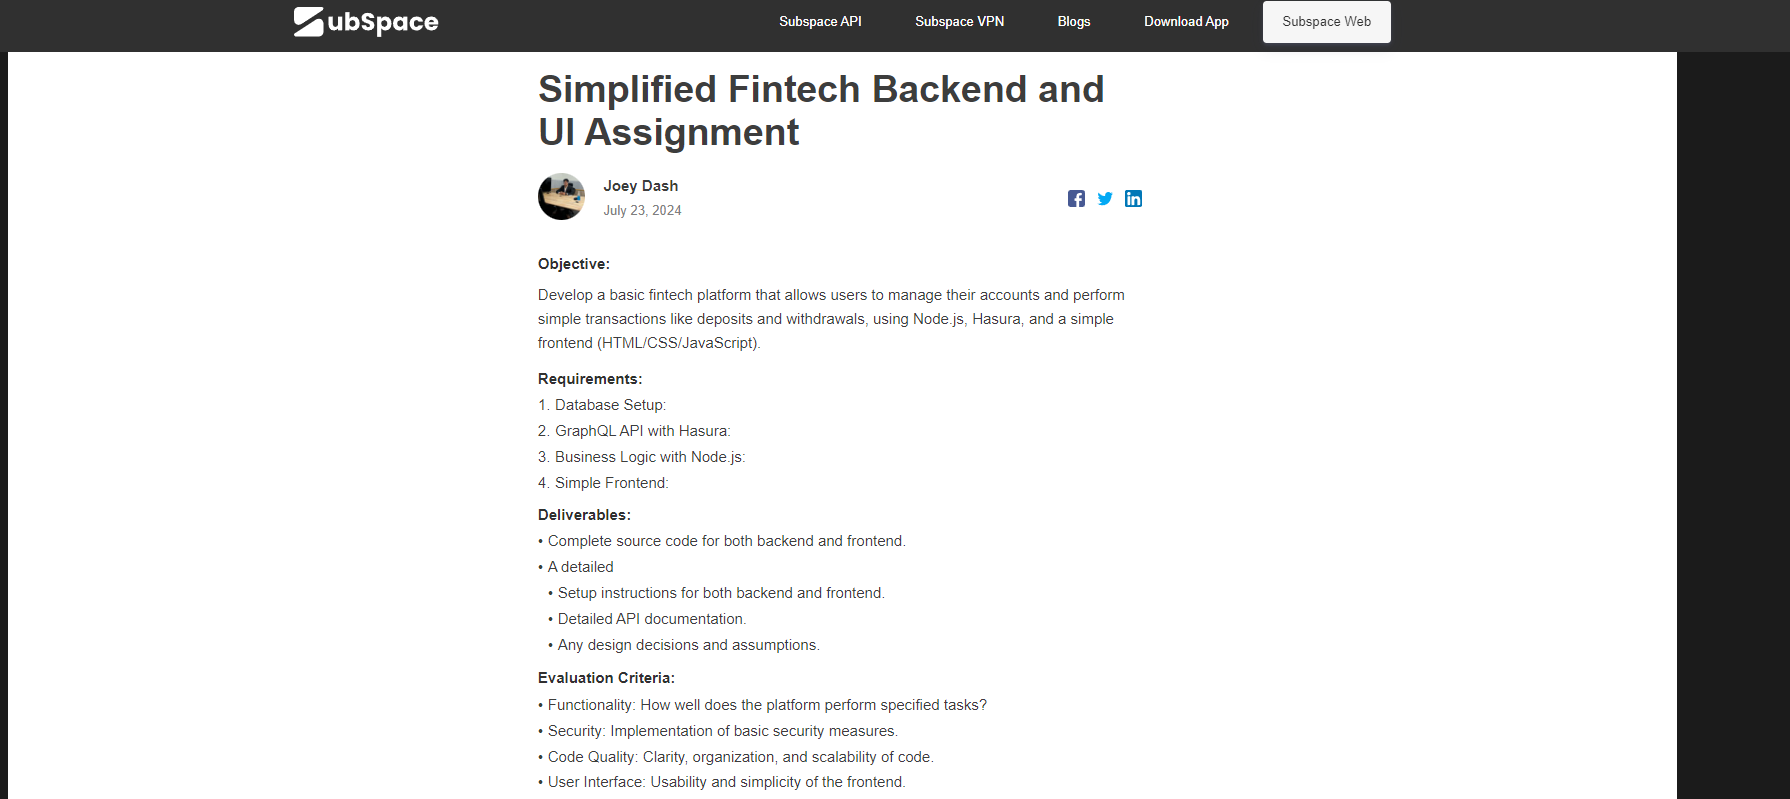 SubSpace
Subspace API
Subspace VPN
Blogs
Download App
Subspace Web
Simplified Fintech Backend and
UI Assignment
Joey Dash
July 23, 2024
Objective:
Develop a basic fintech platform that allows users to manage their accounts and perform
simple transactions like deposits and withdrawals, using Node.js, Hasura, and a simple
frontend (HTML/CSS/JavaScript).
Requirements:
1. Database Setup:
2. GraphQL API with Hasura:
3. Business Logic with Node.js:
4. Simple Frontend:
Deliverables:
• Complete source code for both backend and frontend.
• A detailed
• Setup instructions for both backend and frontend.
• Detailed API documentation.
• Any design decisions and assumptions.
Evaluation Criteria:
• Functionality: How well does the platform perform specified tasks?
• Security: Implementation of basic security measures.
• Code Quality: Clarity, organization, and scalability of code.
• User Interface: Usability and simplicity of the frontend.